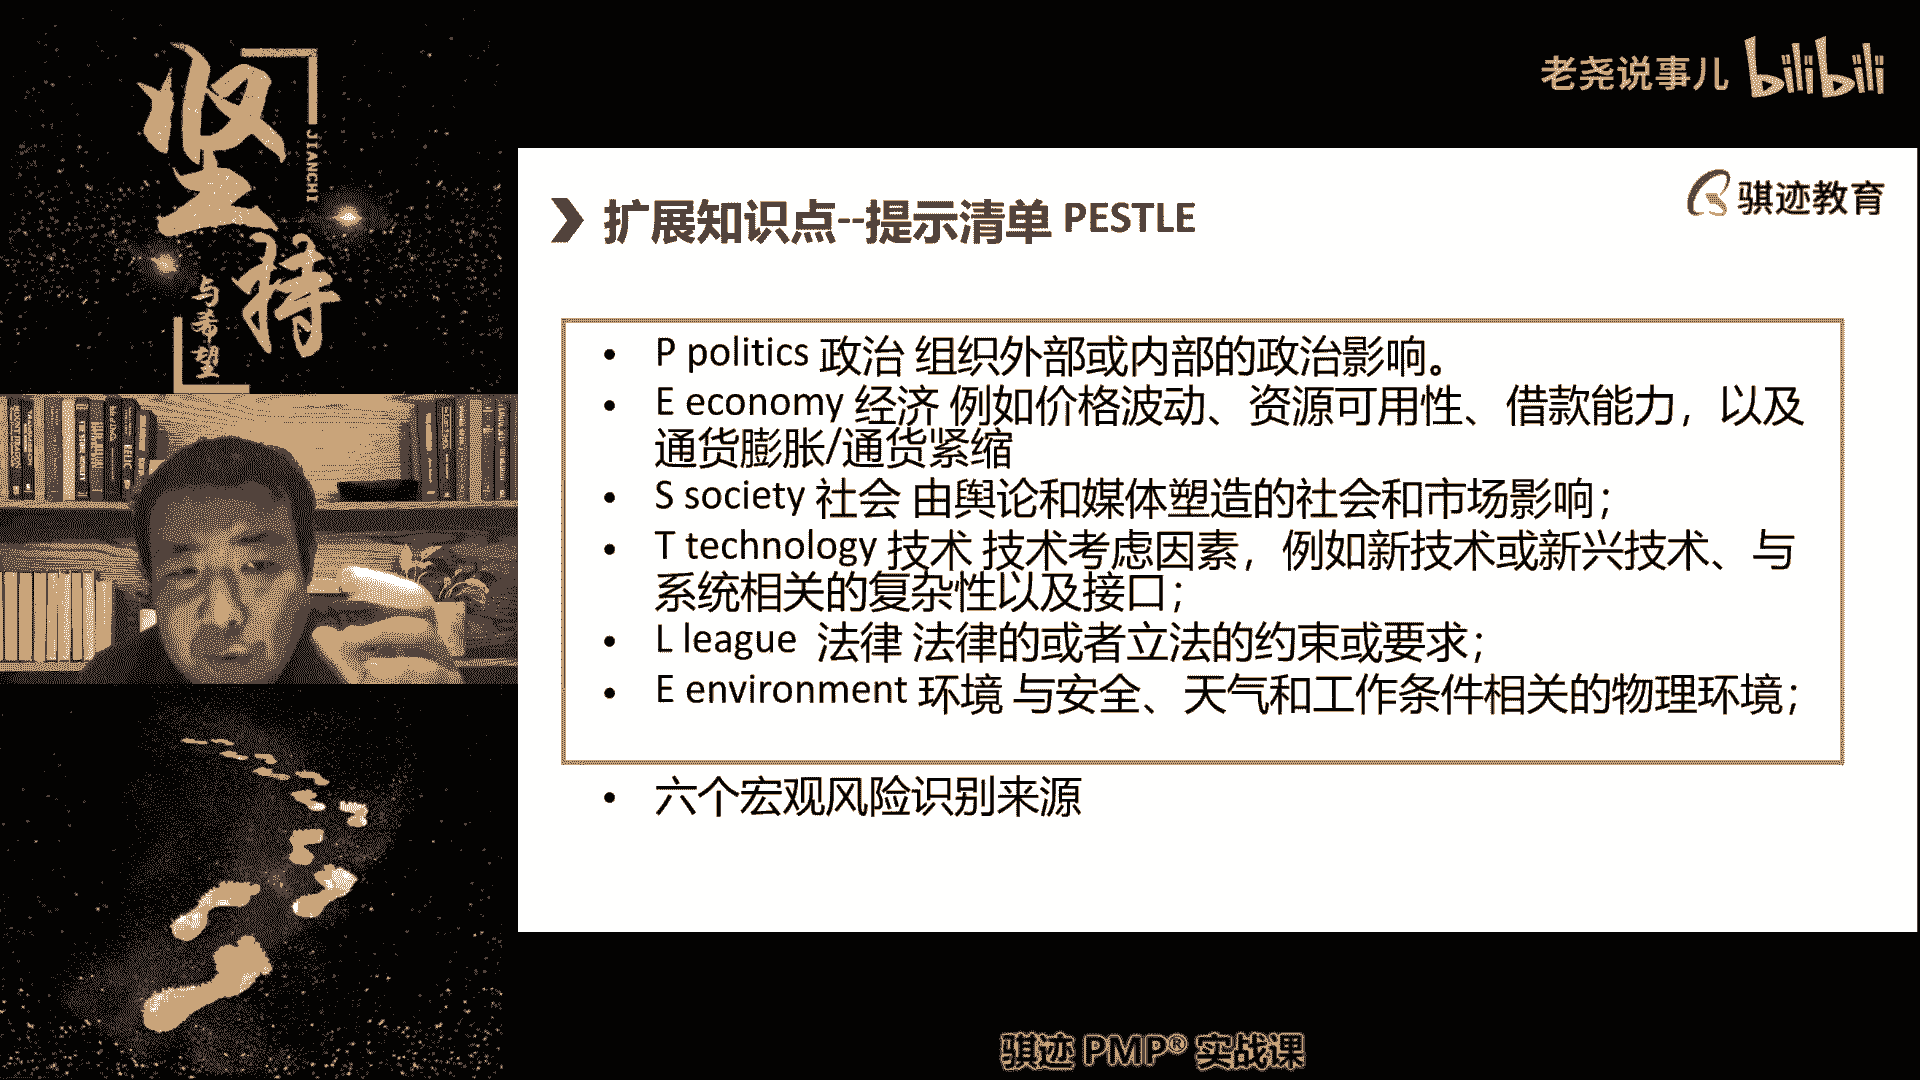 坚
持
JIANCHI
与希望
老尧说事儿 bilibili
骐迹教育
扩展知识点--提示清单 PESTLE
• P politics 政治 组织外部或内部的政治影响。
• E economy 经济 例如价格波动、资源可用性、借款能力，以及
通货膨胀/通货紧缩
• S society 社会 由舆论和媒体塑造的社会和市场影响；
• T technology 技术 技术考虑因素，例如新技术或新兴技术、与
系统相关的复杂性以及接口；
• L league 法律 法律的或者立法的约束或要求；
• E environment 环境 与安全、天气和工作条件相关的物理环境；
• 六个宏观风险识别来源
骐迹 PMP® 实战课